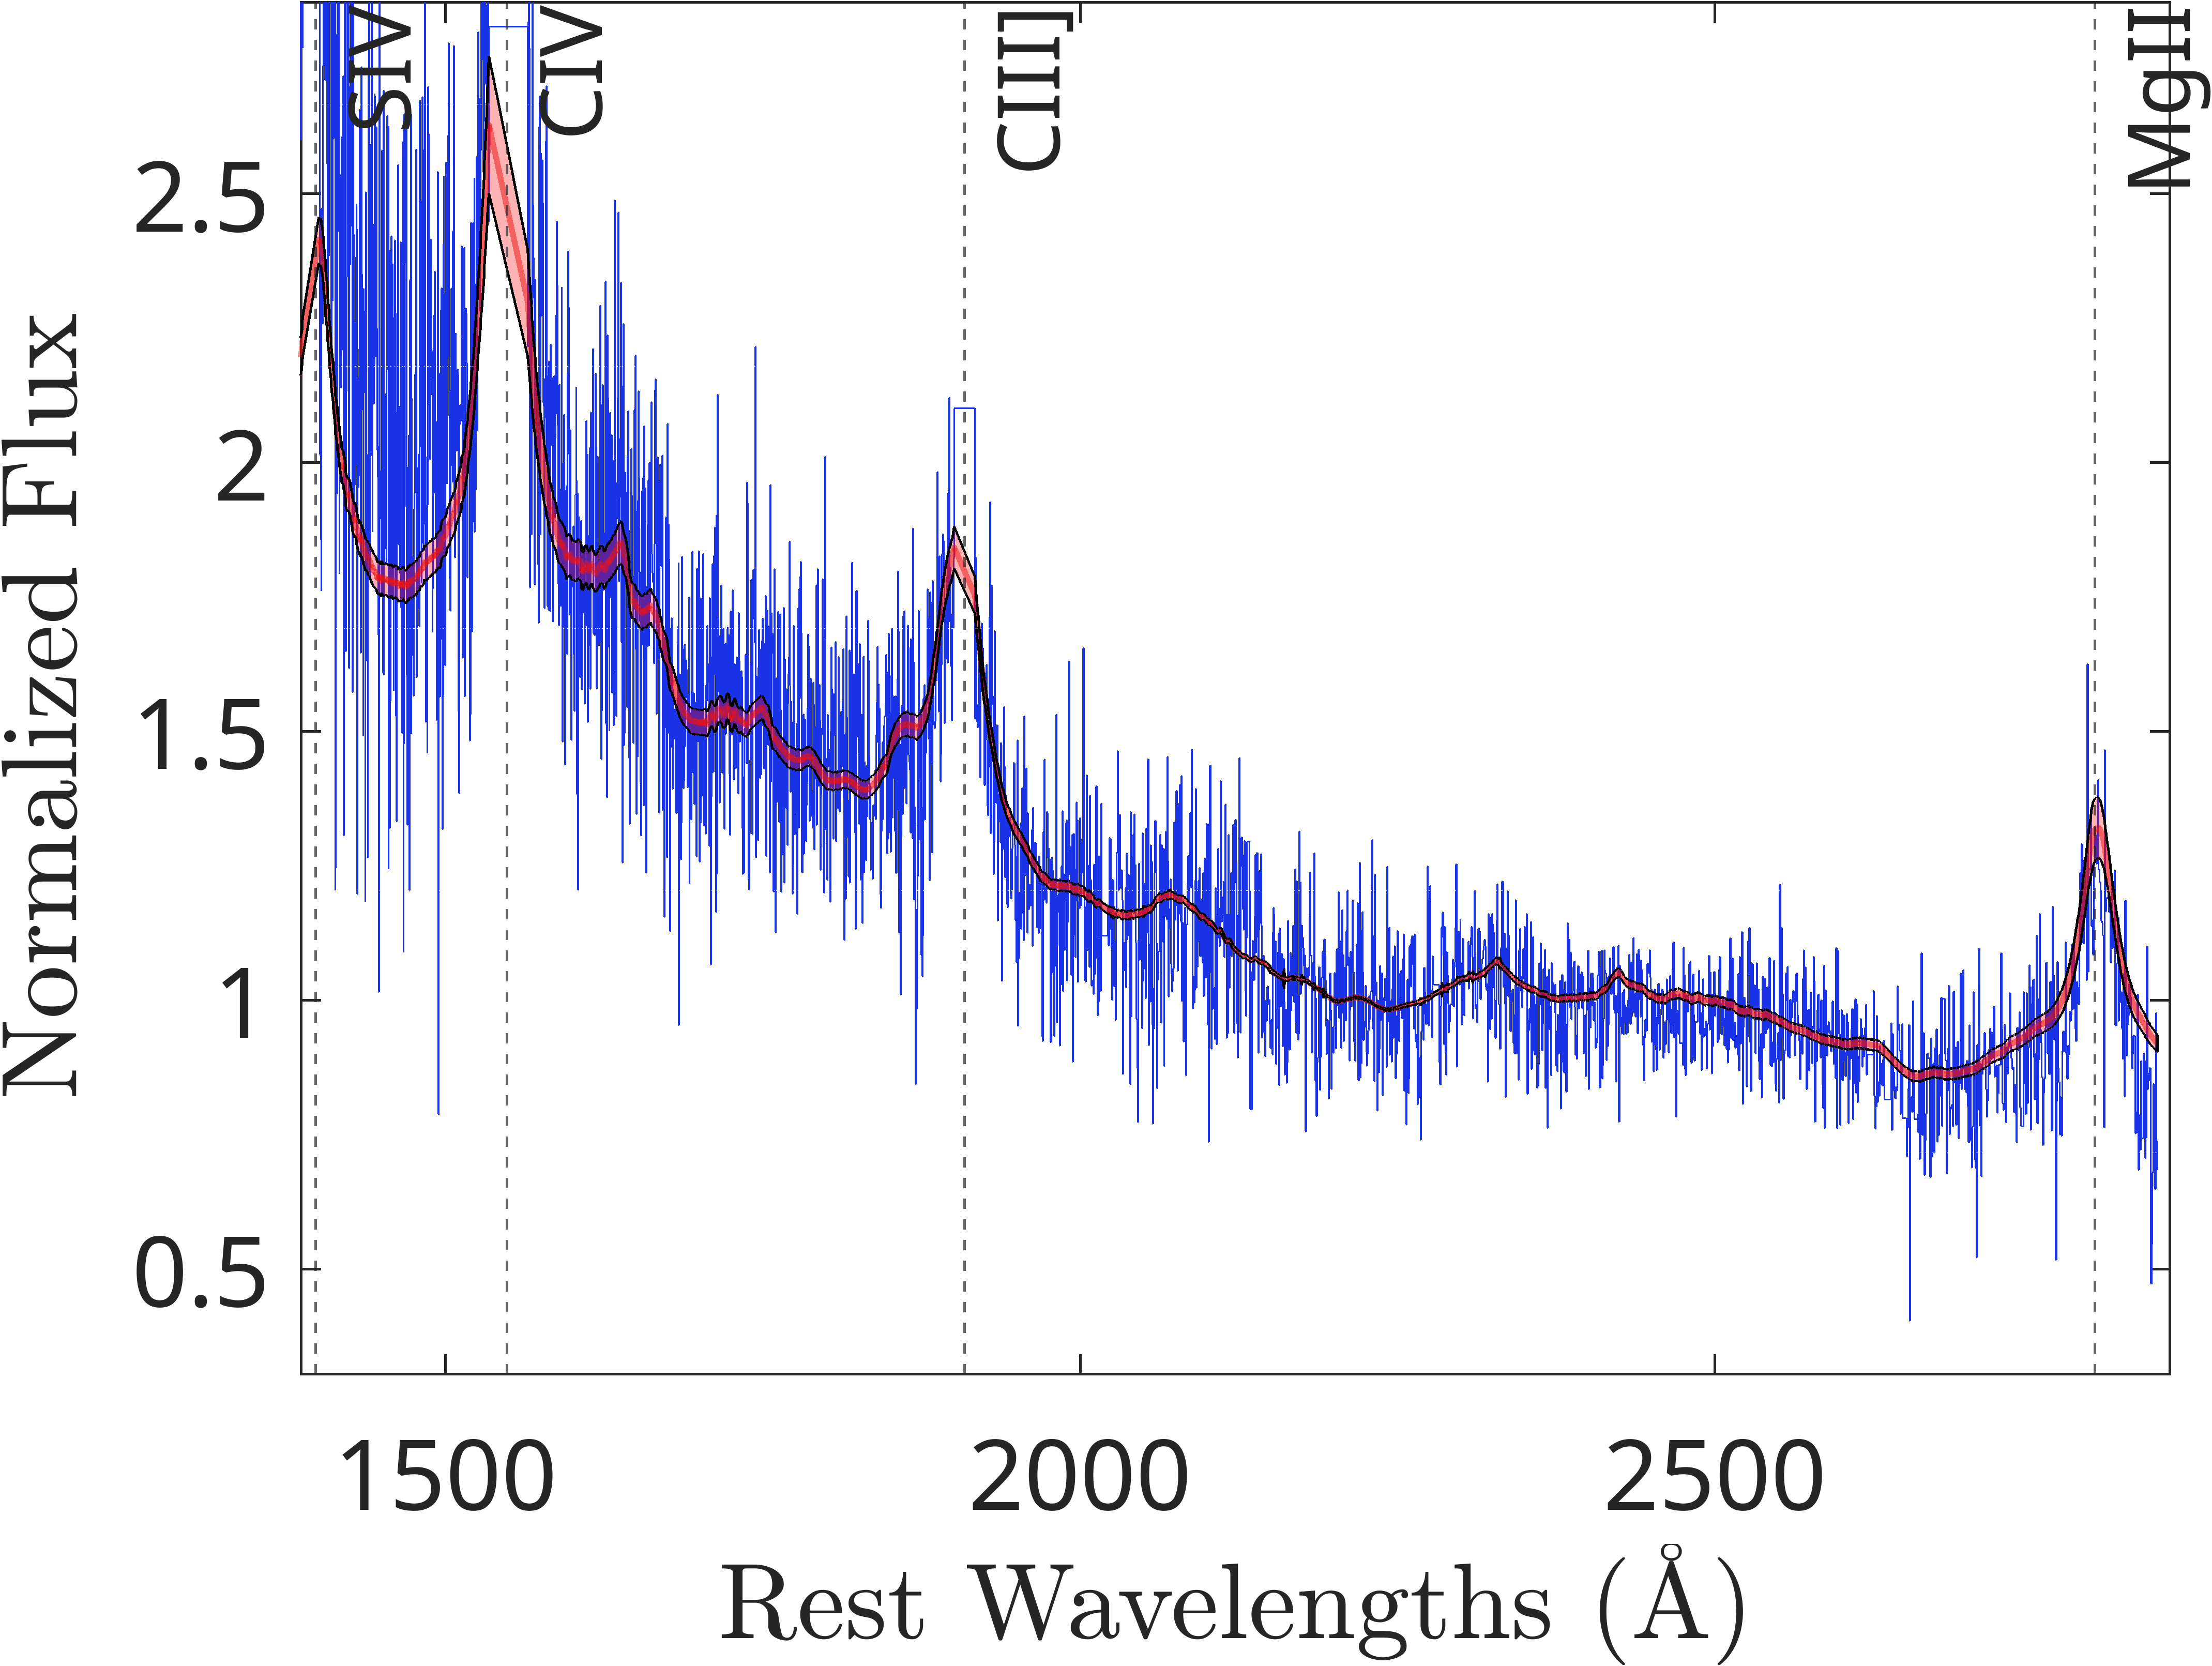 SiIV
CIV
CIII]
MgII
2.5
2
1.5
1
0.5
Normalized Flux
1500
2000
2500
Rest Wavelengths (Å)